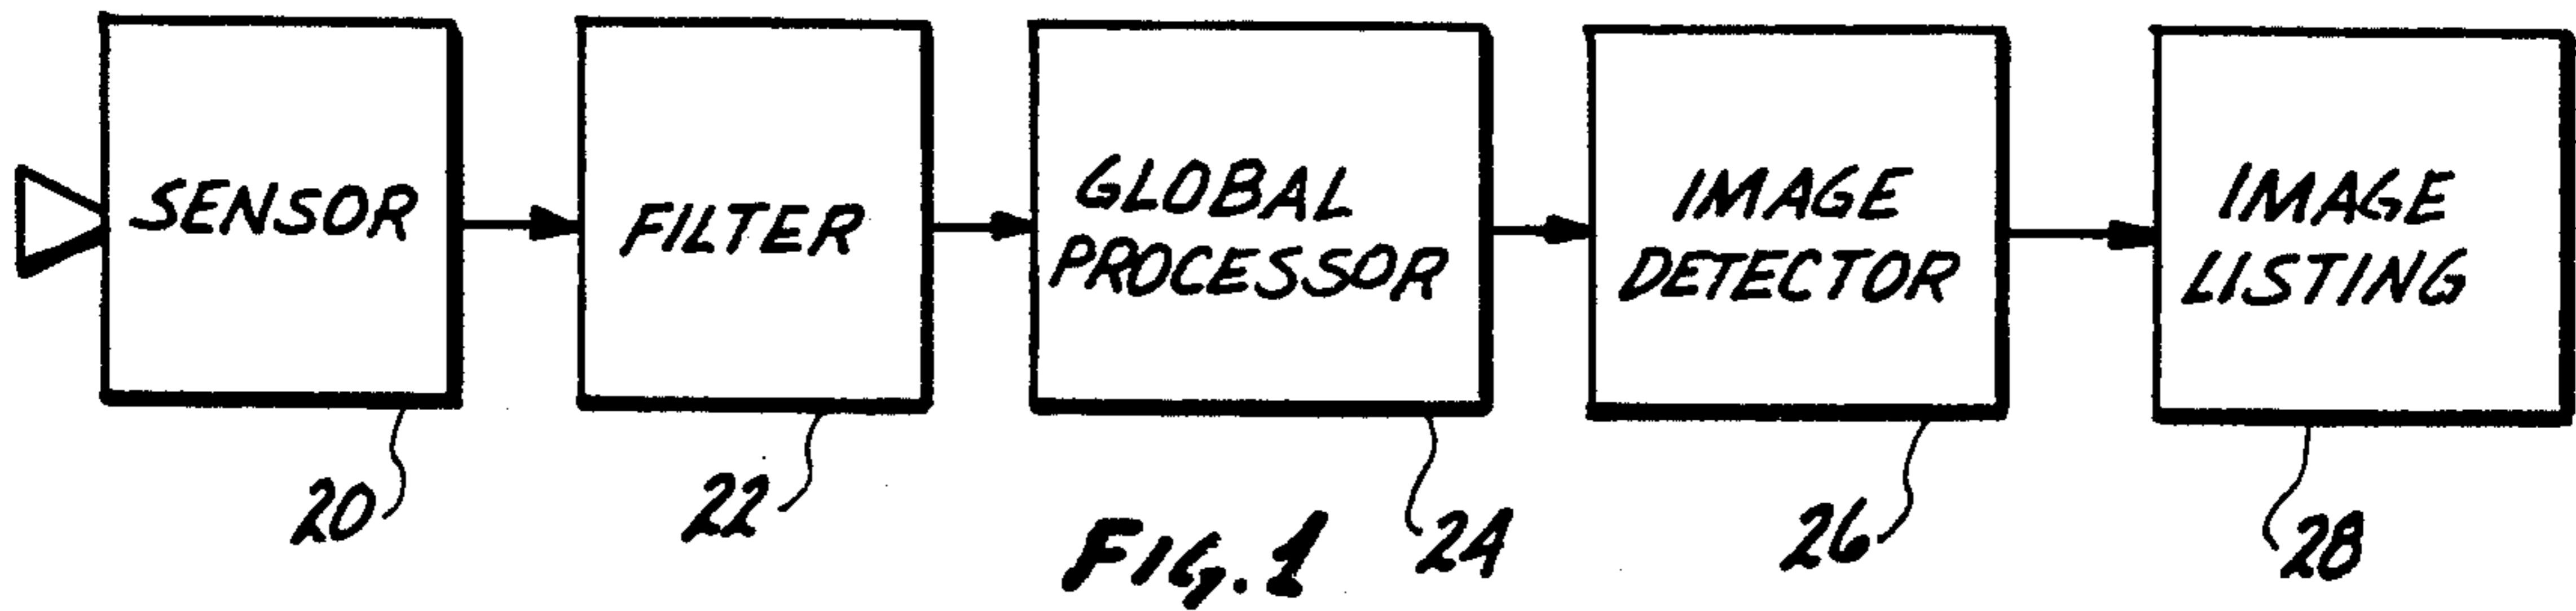 SENSOR
FILTER
GLOBAL
PROCESSOR
IMAGE
DETECTOR
IMAGE
LISTING
20
22
24
26
28
FIG. 1